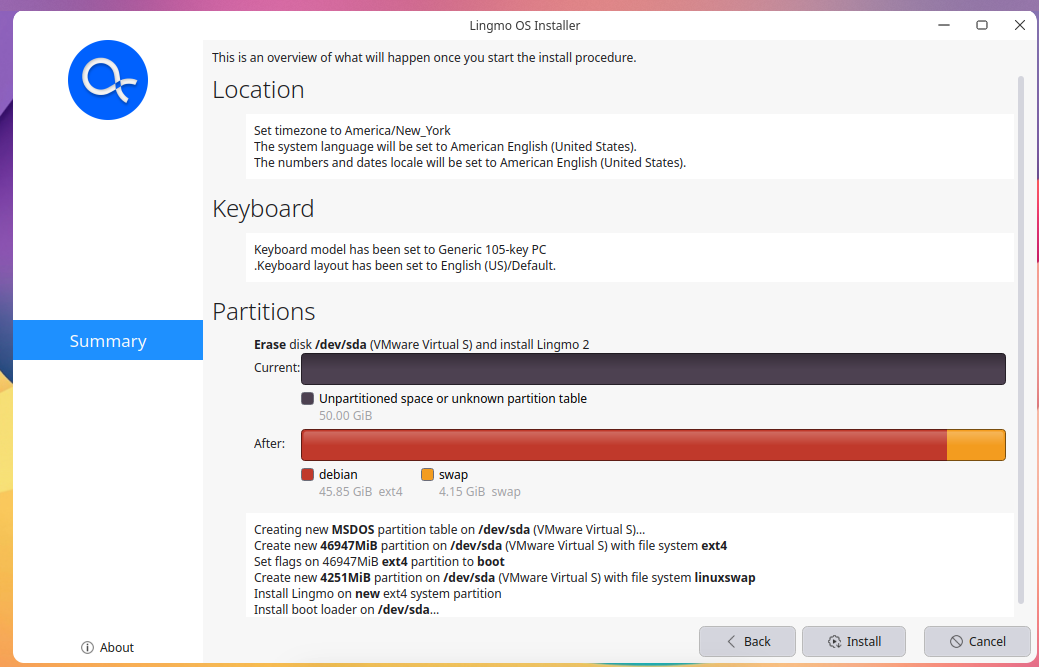 Lingmo OS Installer
This is an overview of what will happen once you start the install procedure.
Location
Set timezone to America/New_York
The system language will be set to American English (United States).
The numbers and dates locale will be set to American English (United States).
Keyboard
Keyboard model has been set to Generic 105-key PC
.Keyboard layout has been set to English (US)/Default.
Partitions
Summary
Erase disk /dev/sda (VMware Virtual S) and install Lingmo 2
Current:
Unpartitioned space or unknown partition table
50.00 GiB
After:
debian swap
45.85 GiB ext4 4.15 GiB swap
Creating new MSDOS partition table on /dev/sda (VMware Virtual S)...
Create new 46947MiB partition on /dev/sda (VMware Virtual S) with file system ext4
Set flags on 46947MiB ext4 partition to boot
Create new 4251MiB partition on /dev/sda (VMware Virtual S) with file system linuxswap
Install Lingmo on new ext4 system partition
Install boot loader on /dev/sda...
About
Back Install Cancel